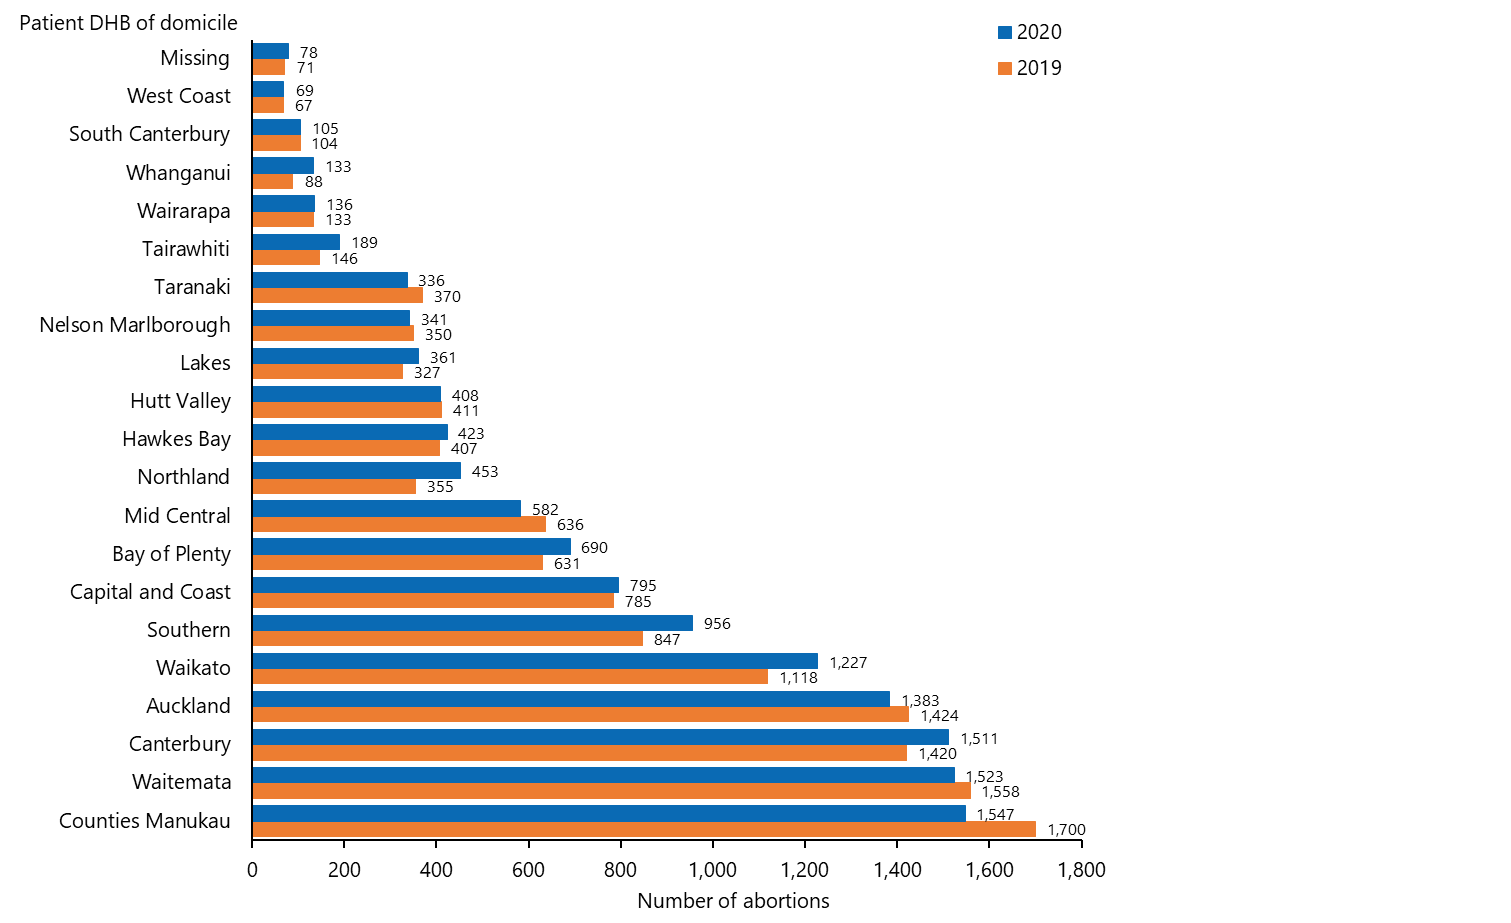 Patient DHB of domicile
2020
2019
Missing 78
71
West Coast 69
67
South Canterbury 105
104
Whanganui 133
88
Wairarapa 136
133
Tairawhiti 189
146
Taranaki 336
370
Nelson Marlborough 341
350
Lakes 361
327
Hutt Valley 408
411
Hawkes Bay 423
407
Northland 453
355
Mid Central 582
636
Bay of Plenty 690
631
Capital and Coast 795
785
Southern 956
847
Waikato 1,227
1,118
Auckland 1,383
1,424
Canterbury 1,511
1,420
Waitemata 1,523
1,558
Counties Manukau 1,547
1,700
0 200 400 600 800 1,000 1,200 1,400 1,600 1,800
Number of abortions